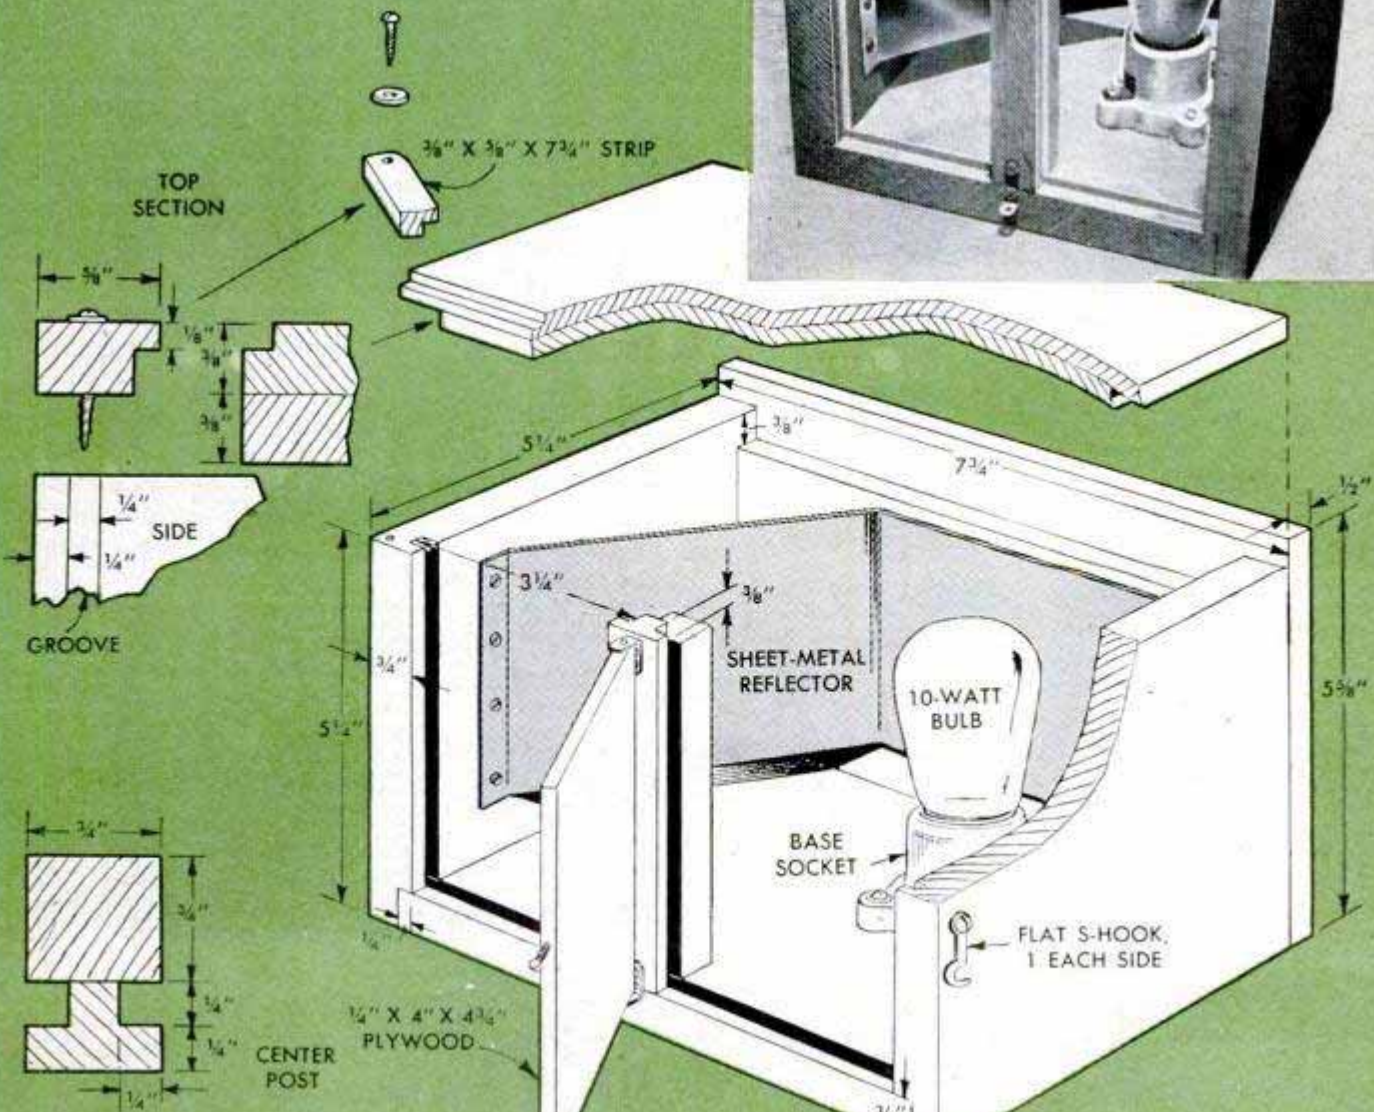 3/8" X 5/8" X 7 3/4" STRIP
TOP
SECTION
5/8"
1/8"
3/8"
3/8"
5 1/4"
3/8"
7 3/4"
1/2"
1/4"
SIDE
1/4"
GROOVE
3 1/4"
3/8"
SHEET-METAL
REFLECTOR
3/4"
10-WATT
BULB
5 5/8"
5 1/4"
BASE
SOCKET
3/4"
3/4"
1/4"
FLAT S-HOOK,
1 EACH SIDE
1/4"
1/4" X 4" X 4 3/4"
PLYWOOD
1/4"
CENTER
POST
1/4"